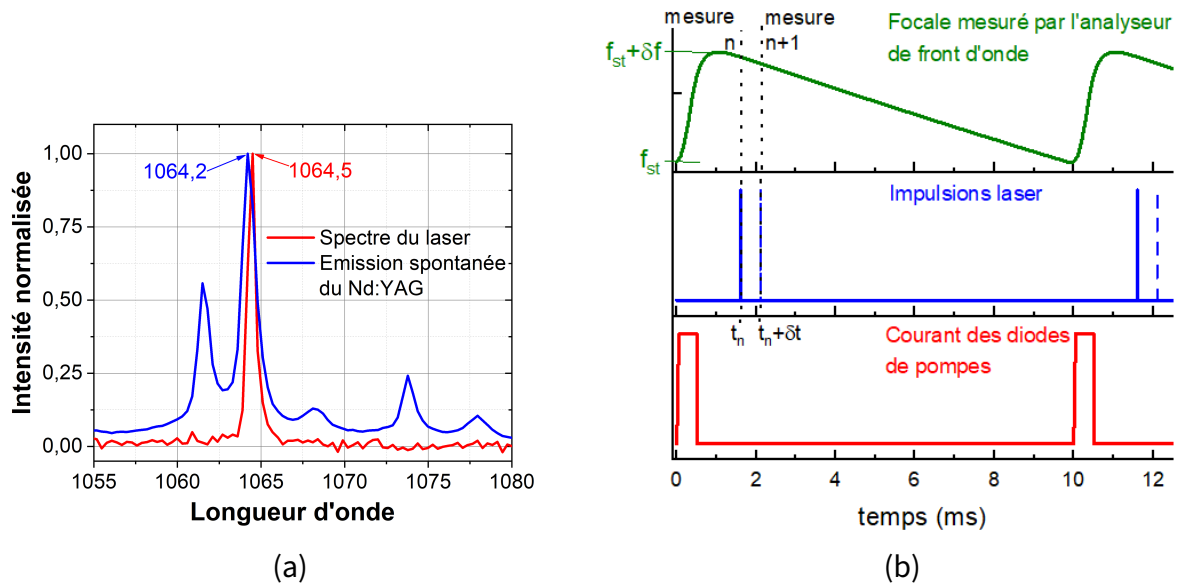 1,00
0,75
0,50
0,25
0,00
1055
1060
1065
1070
1075
1080
Intensité normalisée
Longueur d'onde
1064,2
1064,5
Spectre du laser
Emission spontanée
du Nd:YAG
(a)
mesure
n
mesure
n+1
Focale mesuré par l'analyseur
de front d'onde
fst+δf
fst
Impulsions laser
tn
tn+δt
Courant des diodes
de pompes
0
2
4
6
8
10
12
temps (ms)
(b)